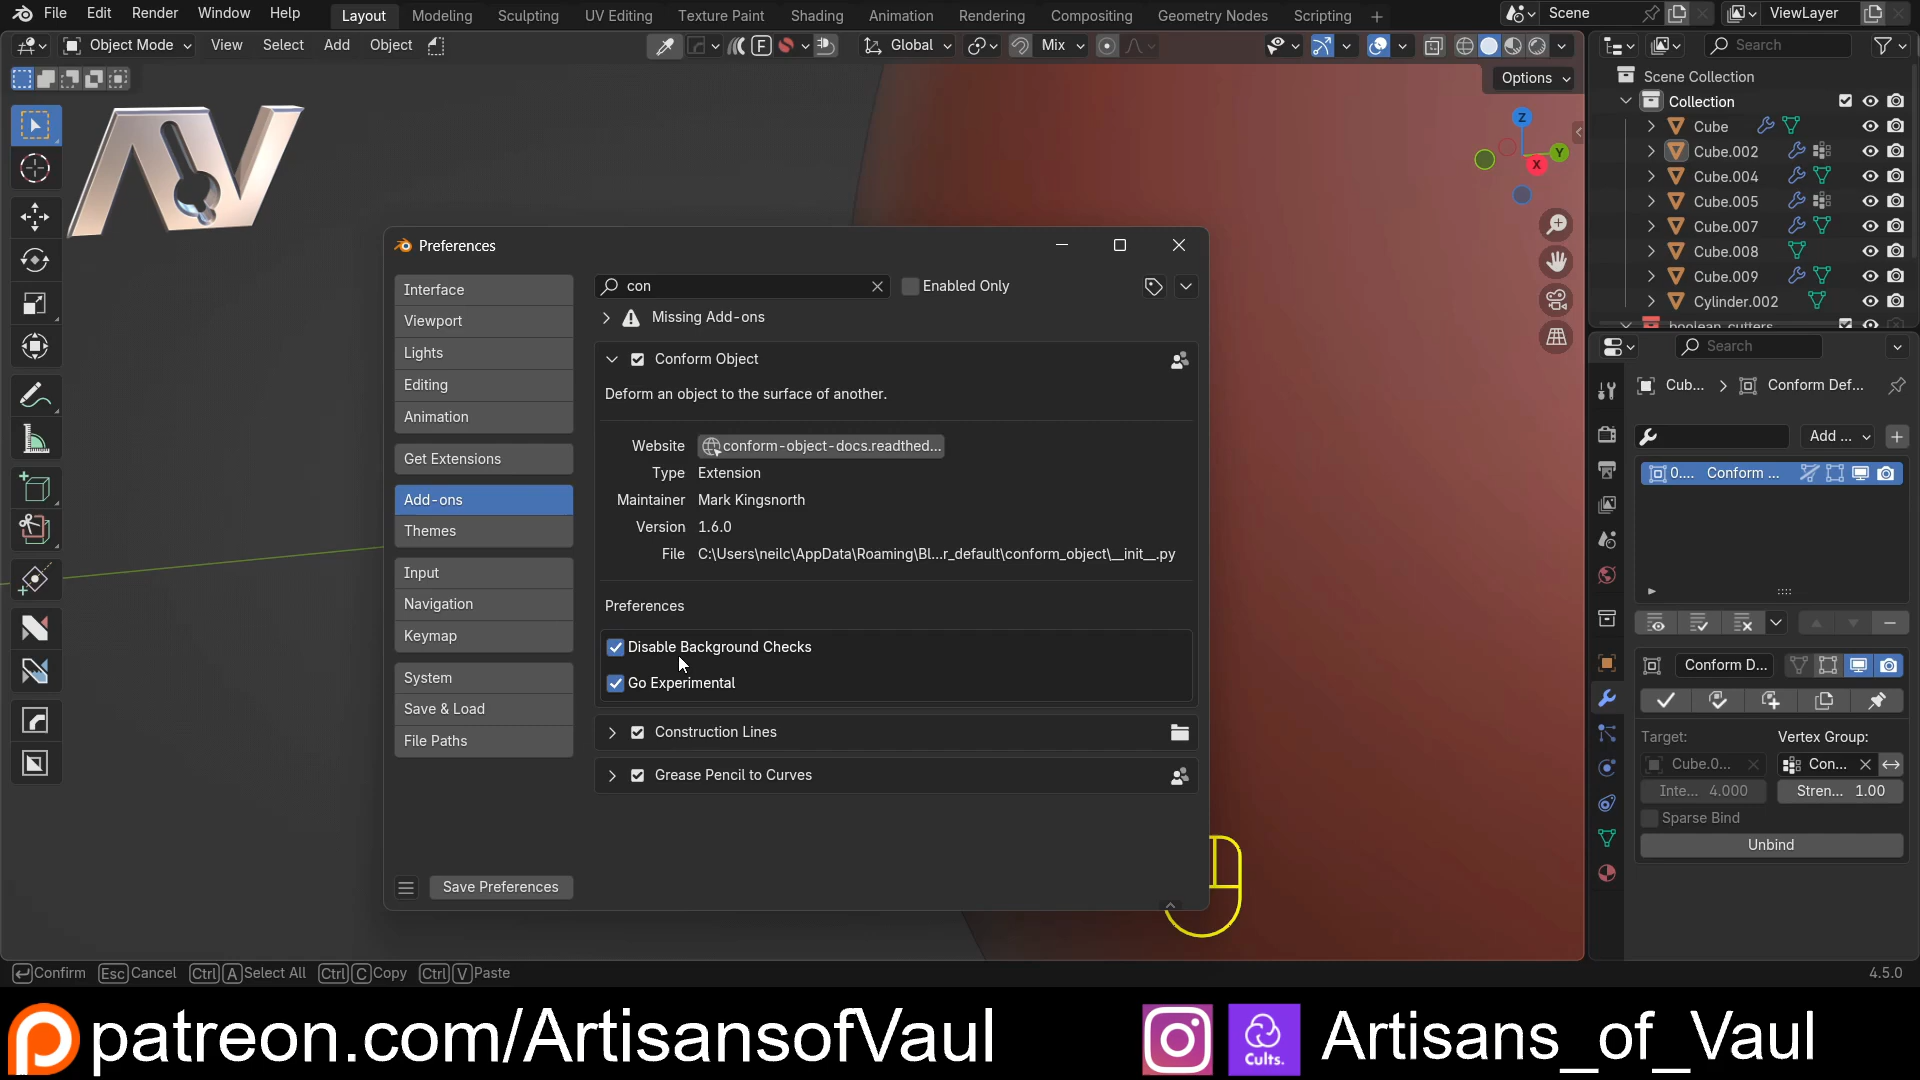 File Edit Render Window Help Layout Modeling Sculpting UV Editing Texture Paint Shading Animation Rendering Compositing Geometry Nodes Scripting + Scene ViewLayer
Object Mode View Select Add Object Global Mix Search
Options
AV
Z
Y
X
Scene Collection
Collection
Cube
Cube.002
Cube.004
Cube.005
Cube.007
Cube.008
Cube.009
Cylinder.002
boolean_cutters
Preferences
Interface
Viewport
Lights
Editing
Animation
Get Extensions
Add-ons
Themes
Input
Navigation
Keymap
System
Save & Load
File Paths
Save Preferences
con Enabled Only
Missing Add-ons
Conform Object
Deform an object to the surface of another.
Website conform-object-docs.readthed...
Type Extension
Maintainer Mark Kingsnorth
Version 1.6.0
File C:\Users\neilc\AppData\Roaming\Bl...r_default\conform_object\__init__.py
Preferences
Disable Background Checks
Go Experimental
Construction Lines
Grease Pencil to Curves
Search
Cub... Conform Def...
Add ...
0.... Conform ...
Conform D...
Target: Vertex Group:
Cube.0... Con...
Inte... 4.000 Stren... 1.00
Sparse Bind
Unbind
Confirm Esc Cancel Ctrl A Select All Ctrl C Copy Ctrl V Paste 4.5.0
patreon.com/ArtisansofVaul Cults. Artisans_of_Vaul